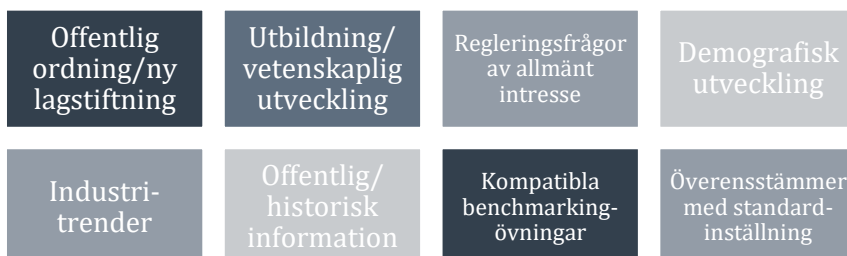 Offentlig
ordning/ny
lagstiftning
Utbildning/
vetenskaplig
utveckling
Regleringsfrågor
av allmänt
intresse
Demografisk
utveckling
Industri-
trender
Offentlig/
historisk
information
Kompatibla
benchmarking-
övningar
Överensstämmer
med standard-
inställning